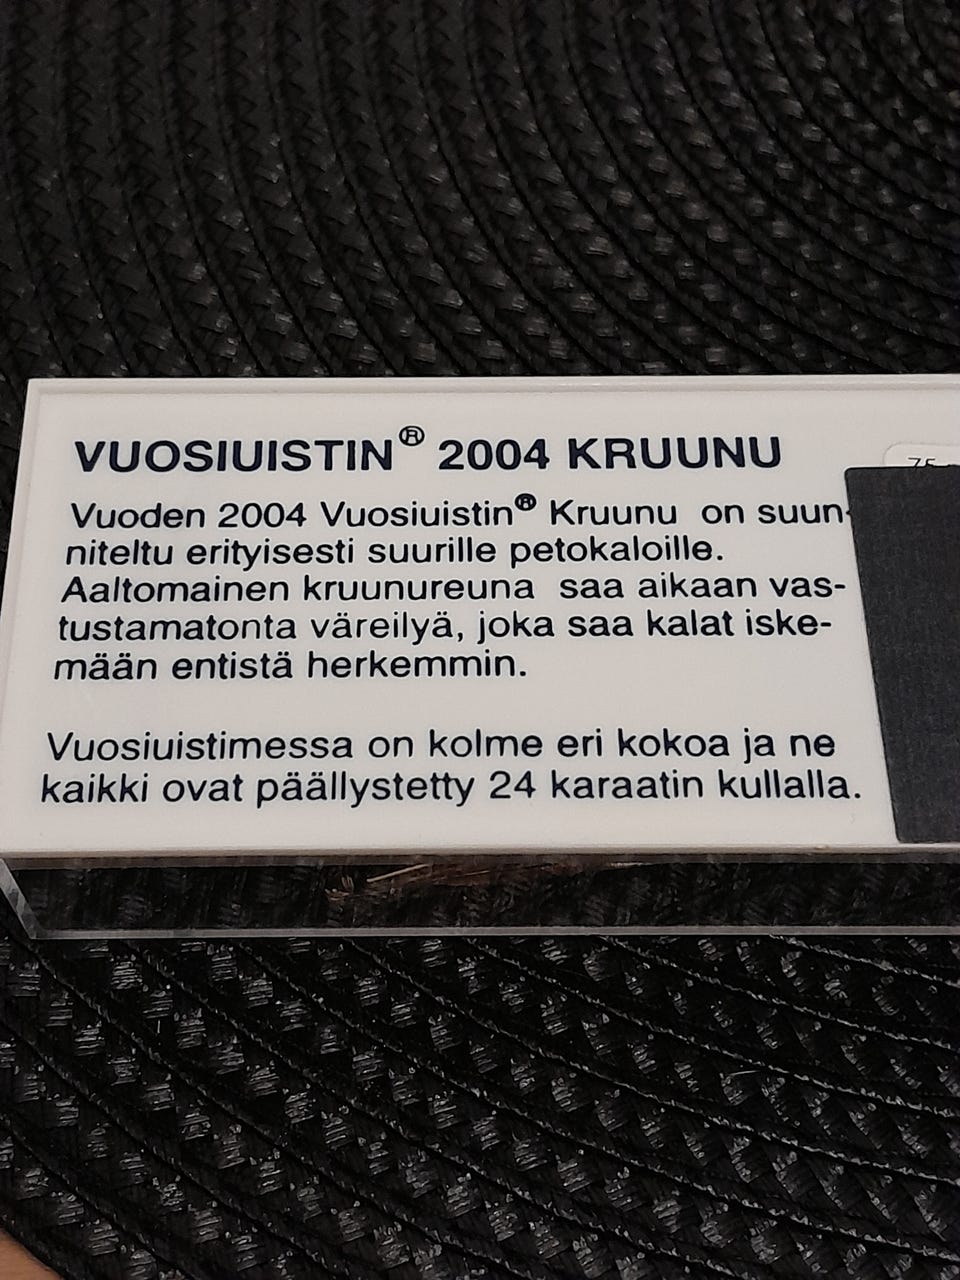 VUOSIUISTIN® 2004 KRUUNU
Vuoden 2004 Vuosiuistin® Kruunu on suun-
niteltu erityisesti suurille petokaloille.
Aaltomainen kruunureuna saa aikaan vas-
tustamatonta väreilyä, joka saa kalat iske-
mään entistä herkemmin.
Vuosiuistimessa on kolme eri kokoa ja ne
kaikki ovat päällystetty 24 karaatin kullalla.